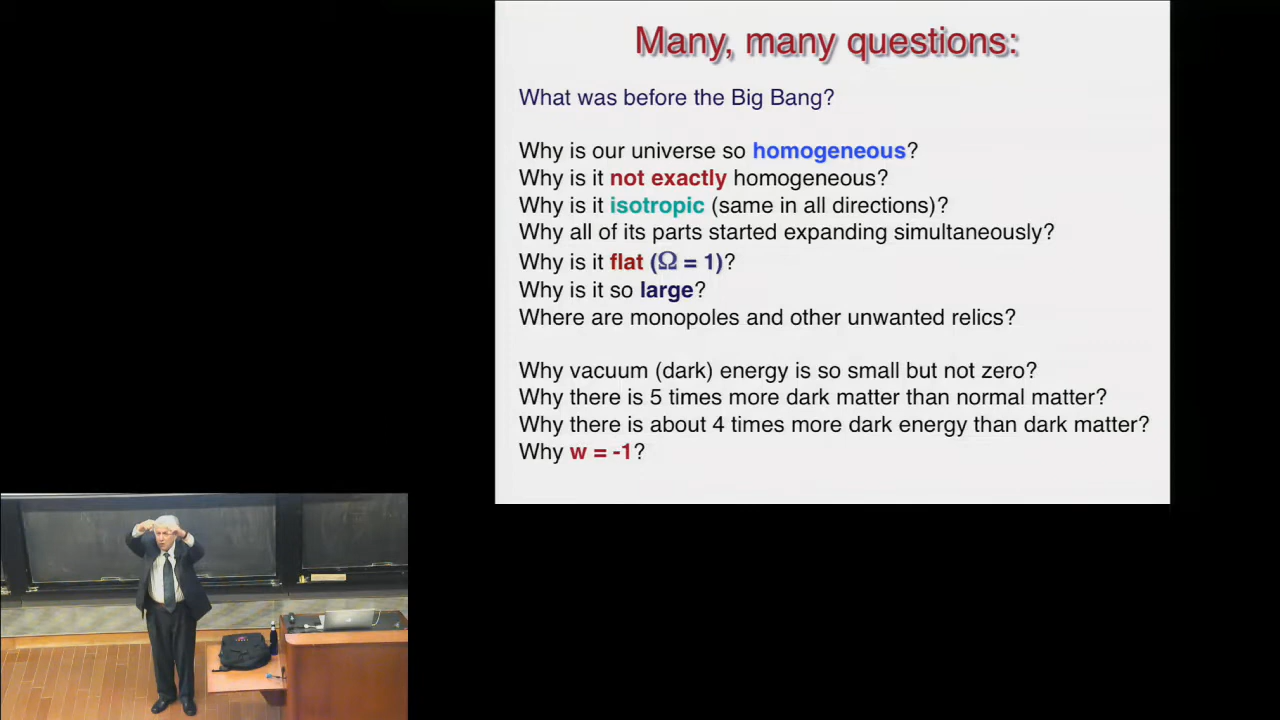 Many, many questions:
What was before the Big Bang?
Why is our universe so homogeneous?
Why is it not exactly homogeneous?
Why is it isotropic (same in all directions)?
Why all of its parts started expanding simultaneously?
Why is it flat (Ω = 1)?
Why is it so large?
Where are monopoles and other unwanted relics?
Why vacuum (dark) energy is so small but not zero?
Why there is 5 times more dark matter than normal matter?
Why there is about 4 times more dark energy than dark matter?
Why w = -1?